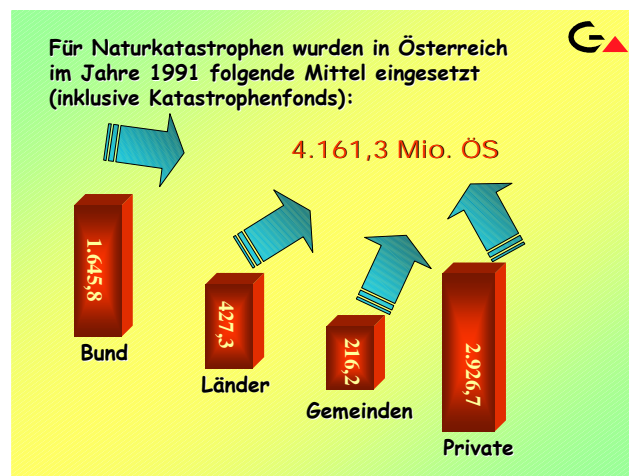 Für Naturkatastrophen wurden in Österreich
im Jahre 1991 folgende Mittel eingesetzt
(inklusive Katastrophenfonds):
4.161,3 Mio. ÖS
1.645,8
Bund
427,3
Länder
216,2
Gemeinden
2.926,7
Private